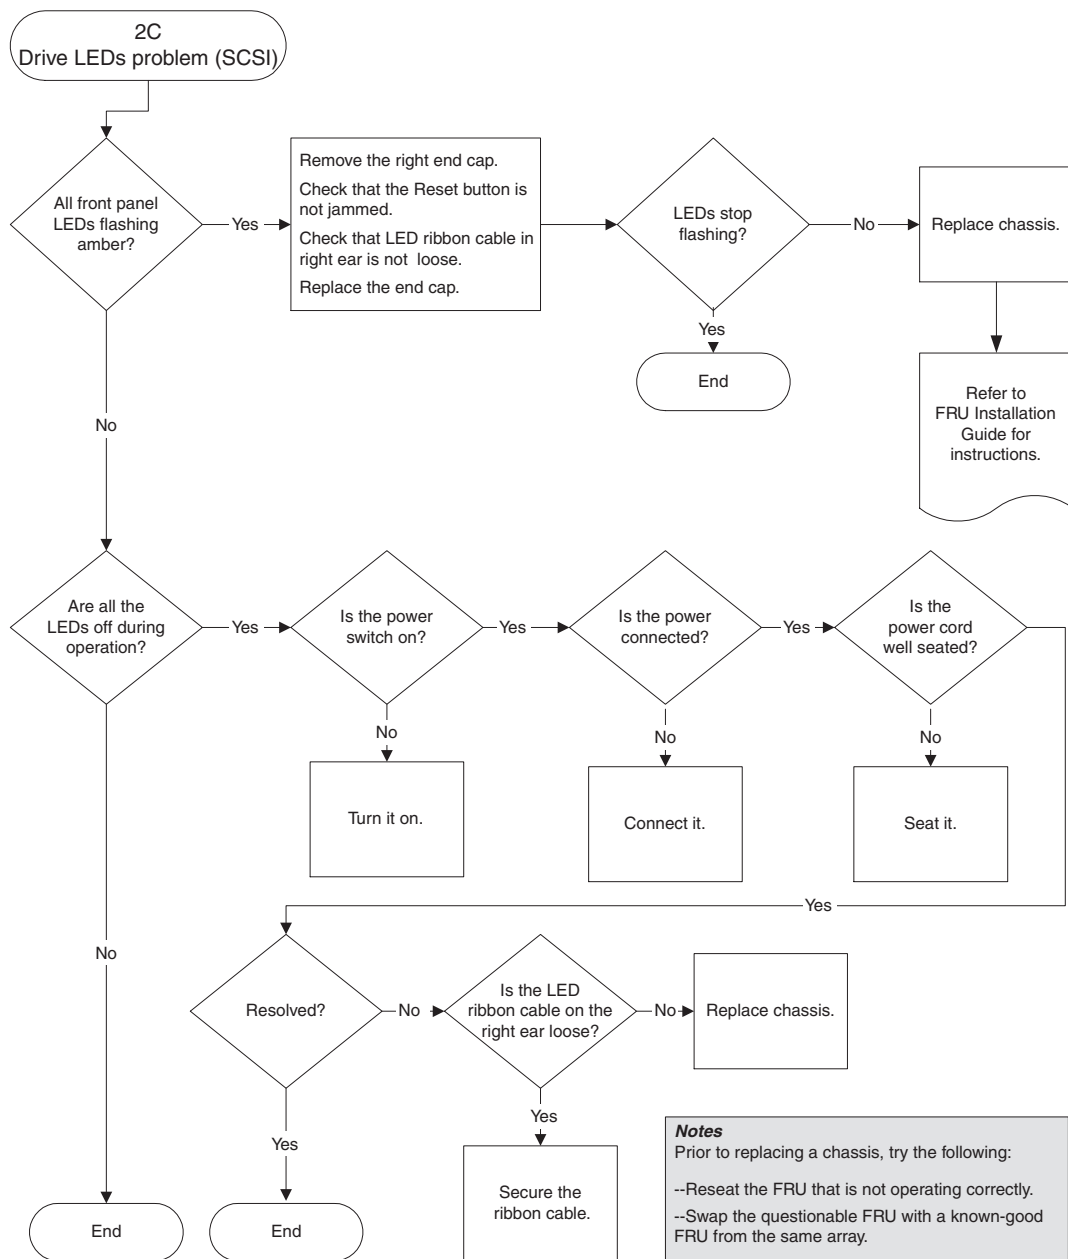 2C
Drive LEDs problem (SCSI)
All front panel
LEDs flashing
amber?
Yes
Remove the right end cap.
Check that the Reset button is
not jammed.
Check that LED ribbon cable in
right ear is not loose.
Replace the end cap.
LEDs stop
flashing?
No
Replace chassis.
Yes
End
Refer to
FRU Installation
Guide for
instructions.
No
Are all the
LEDs off during
operation?
Yes
Is the power
switch on?
Yes
Is the power
connected?
Yes
Is the
power cord
well seated?
No
No
No
Turn it on.
Connect it.
Seat it.
Yes
No
Resolved?
No
Is the LED
ribbon cable on the
right ear loose?
No
Replace chassis.
Yes
Yes
Notes
Prior to replacing a chassis, try the following:
--Reseat the FRU that is not operating correctly.
--Swap the questionable FRU with a known-good
FRU from the same array.
Secure the
ribbon cable.
End
End